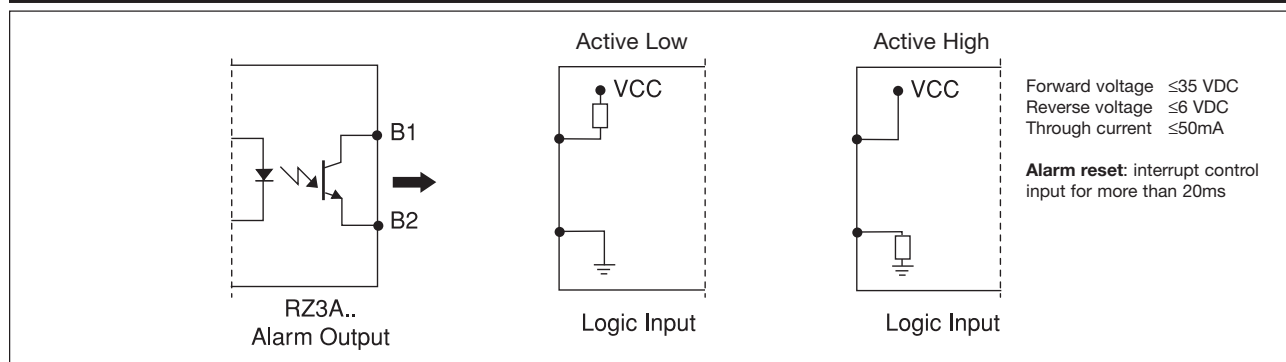 B1
B2
RZ3A..
Alarm Output
Active Low
VCC
Logic Input
Active High
VCC
Logic Input
Forward voltage ≤35 VDC
Reverse voltage ≤6 VDC
Through current ≤50mA
Alarm reset: interrupt control
input for more than 20ms